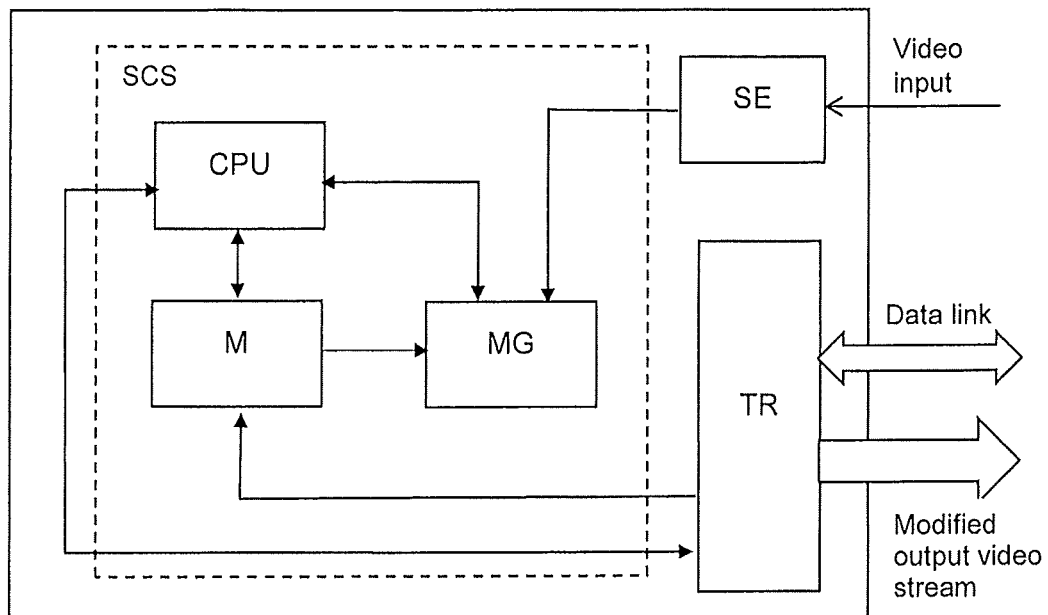 SCS
SE
Video
input
CPU
M
MG
TR
Data link
Modified
output video
stream